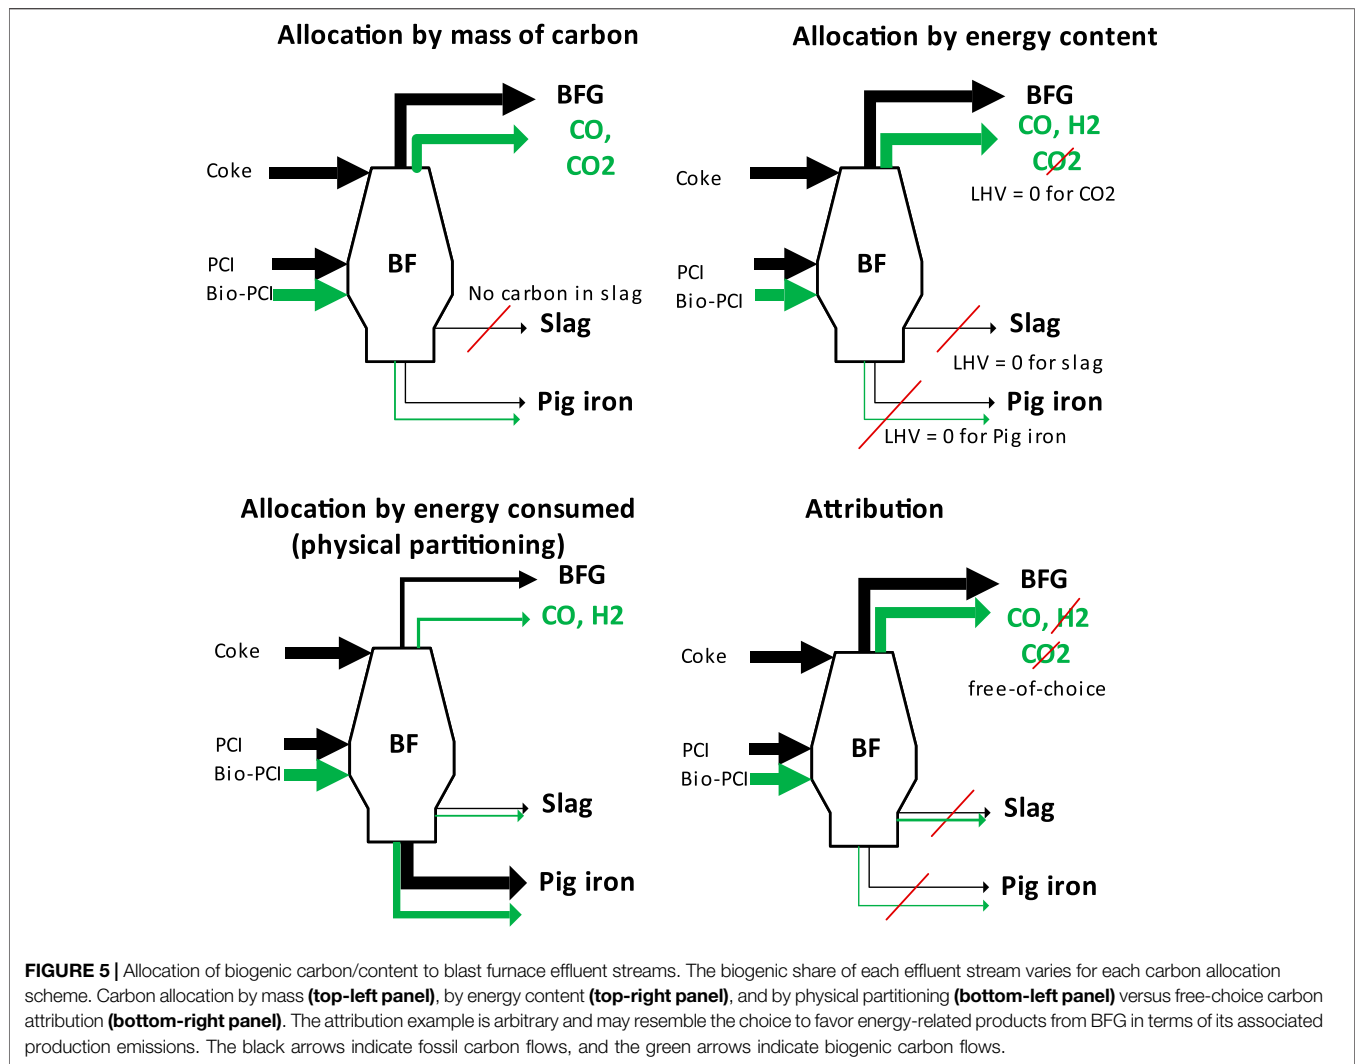 Allocation by mass of carbon
BFG
CO,
CO2
Coke
PCI
Bio-PCI
BF
No carbon in slag
Slag
Pig iron
Allocation by energy content
BFG
CO, H2
CO2
LHV = 0 for CO2
Coke
PCI
Bio-PCI
BF
Slag
LHV = 0 for slag
Pig iron
LHV = 0 for Pig iron
Allocation by energy consumed
(physical partitioning)
BFG
CO, H2
Coke
PCI
Bio-PCI
BF
Slag
Pig iron
Attribution
BFG
CO, H2
CO2
free-of-choice
Coke
PCI
Bio-PCI
BF
Slag
Pig iron
FIGURE 5 | Allocation of biogenic carbon/content to blast furnace effluent streams. The biogenic share of each effluent stream varies for each carbon allocation
scheme. Carbon allocation by mass (top-left panel), by energy content (top-right panel), and by physical partitioning (bottom-left panel) versus free-choice carbon
attribution (bottom-right panel). The attribution example is arbitrary and may resemble the choice to favor energy-related products from BFG in terms of its associated
production emissions. The black arrows indicate fossil carbon flows, and the green arrows indicate biogenic carbon flows.